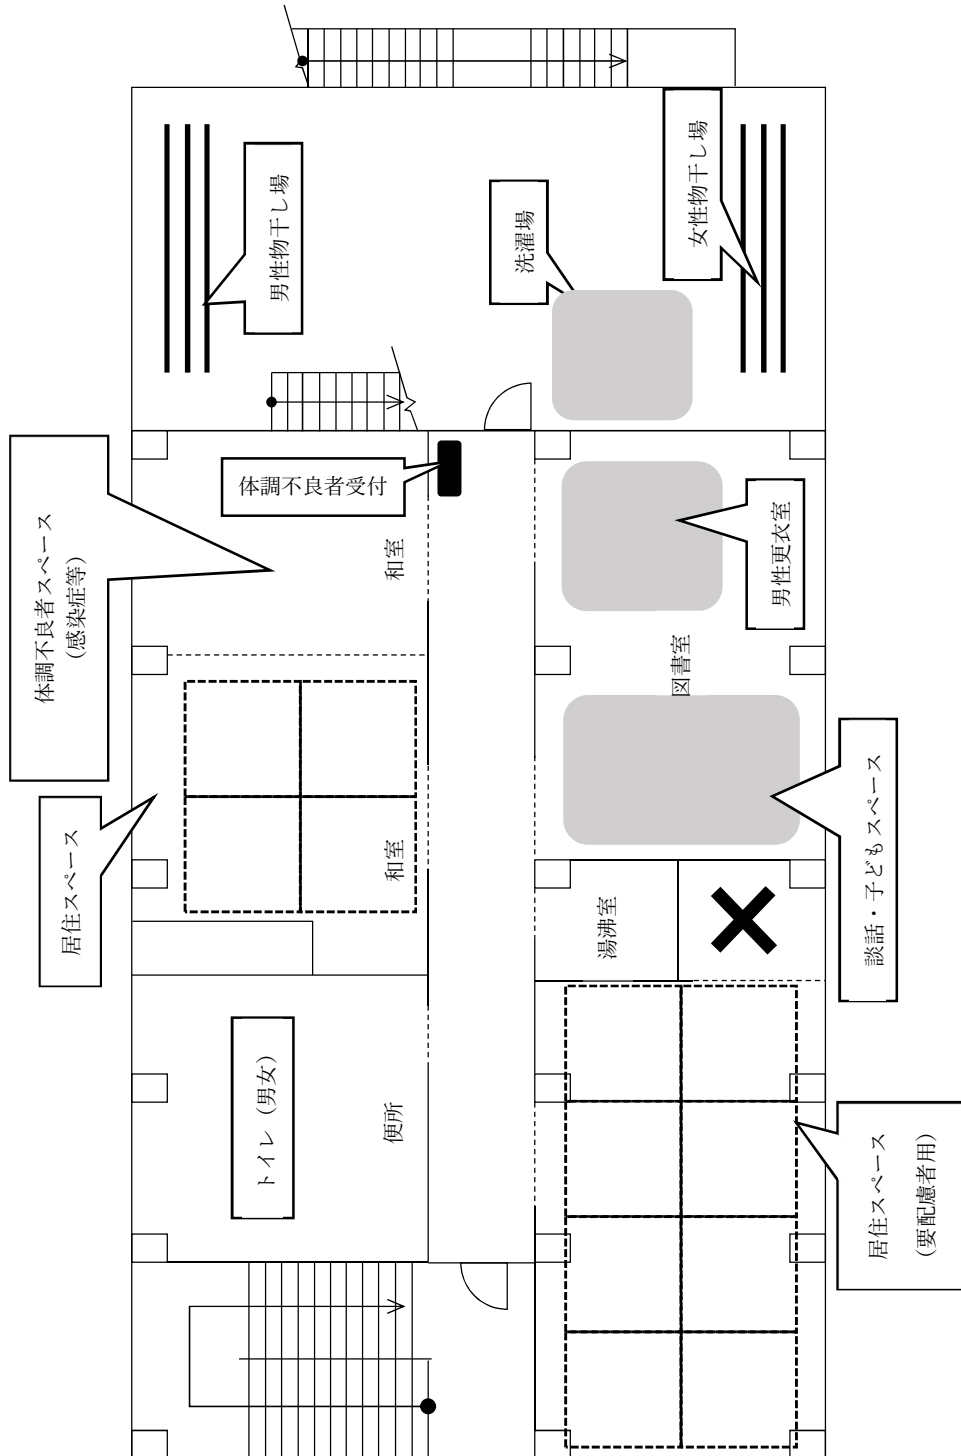 男性物干し場
洗濯場
女性物干し場
体調不良者受付
体調不良者スペース
(感染症等)
和室
男性更衣室
図書室
居住スペース
和室
談話・子どもスペース
湯沸室
トイレ (男女)
便所
居住スペース
(要配慮者用)